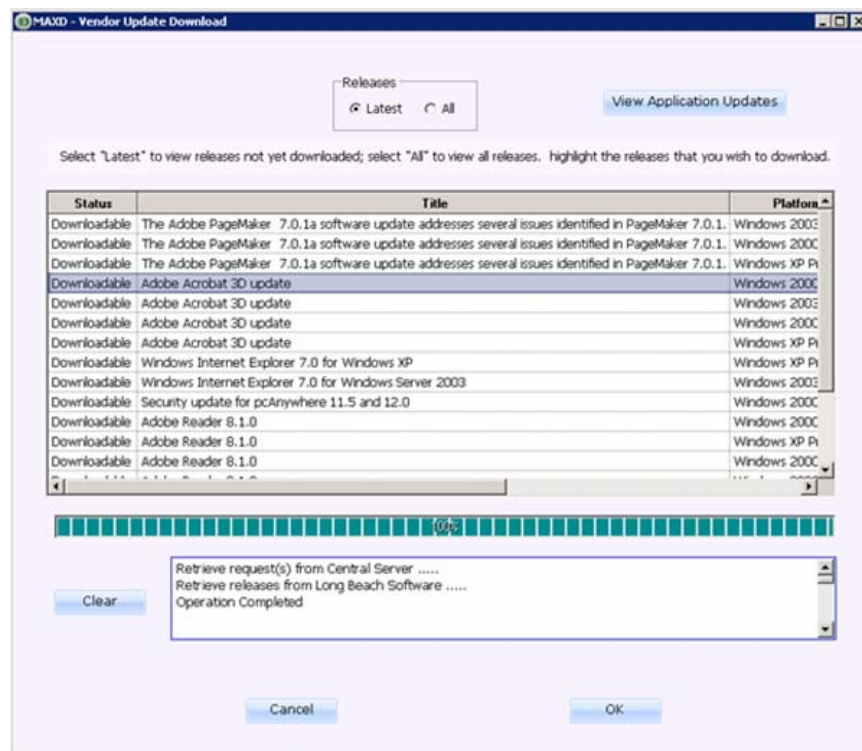 MAXD - Vendor Update Download
Releases
Latest All
View Application Updates
Select "Latest" to view releases not yet downloaded; select "All" to view all releases. highlight the releases that you wish to download.
Status Title Platform
Downloadable The Adobe PageMaker 7.0.1a software update addresses several issues identified in PageMaker 7.0.1. Windows 2003
Downloadable The Adobe PageMaker 7.0.1a software update addresses several issues identified in PageMaker 7.0.1. Windows 2000
Downloadable The Adobe PageMaker 7.0.1a software update addresses several issues identified in PageMaker 7.0.1. Windows XP
Downloadable Adobe Acrobat 3D update Windows 2000
Downloadable Adobe Acrobat 3D update Windows 2003
Downloadable Adobe Acrobat 3D update Windows 2000
Downloadable Adobe Acrobat 3D update Windows XP
Downloadable Windows Internet Explorer 7.0 for Windows XP Windows XP
Downloadable Windows Internet Explorer 7.0 for Windows Server 2003 Windows 2003
Downloadable Security update for pcAnywhere 11.5 and 12.0 Windows 2000
Downloadable Adobe Reader 8.1.0 Windows 2000
Downloadable Adobe Reader 8.1.0 Windows XP
Downloadable Adobe Reader 8.1.0 Windows 2000
Retrieve request(s) from Central Server .....
Retrieve releases from Long Beach Software .....
Operation Completed
Clear
Cancel OK